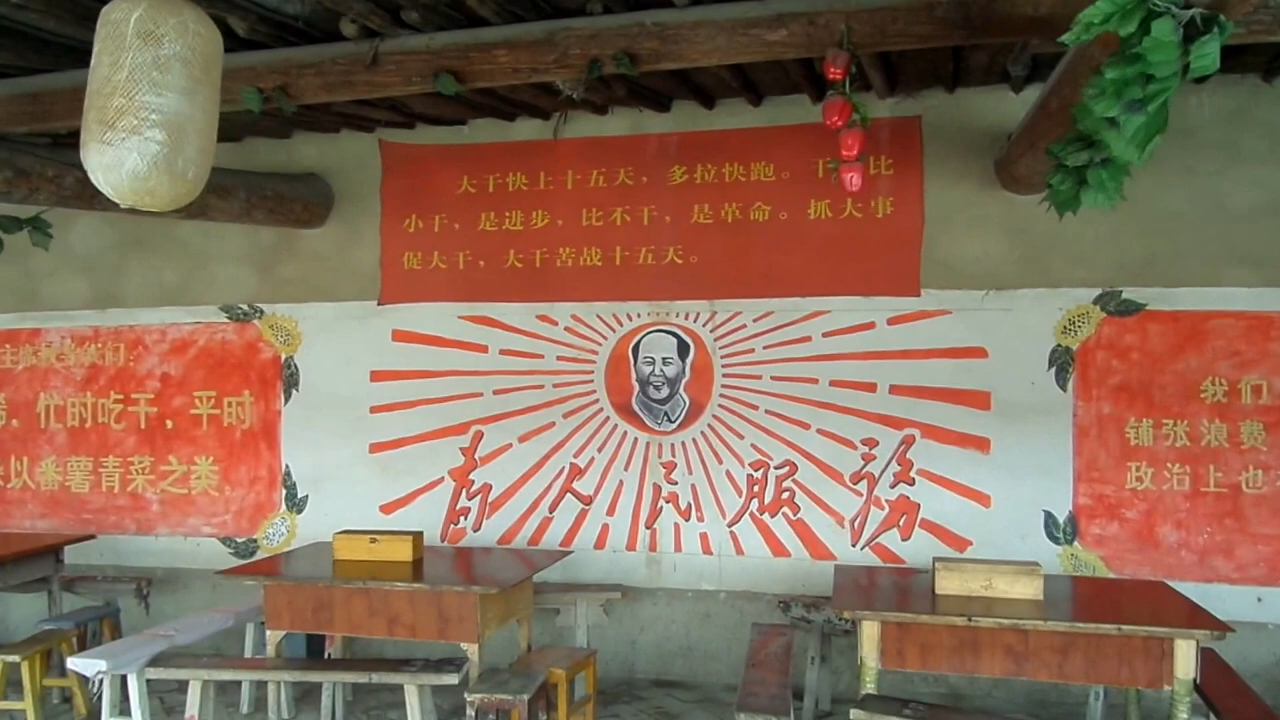 大干快上十五天，多拉快跑。干 比
小干，是进步，比不干，是革命。抓大事
促大干，大干苦战十五天。
主席教导我们：
稀、忙时吃干，平时
杂以番薯青菜之类
为人民服务
我们
铺张浪费
政治上也